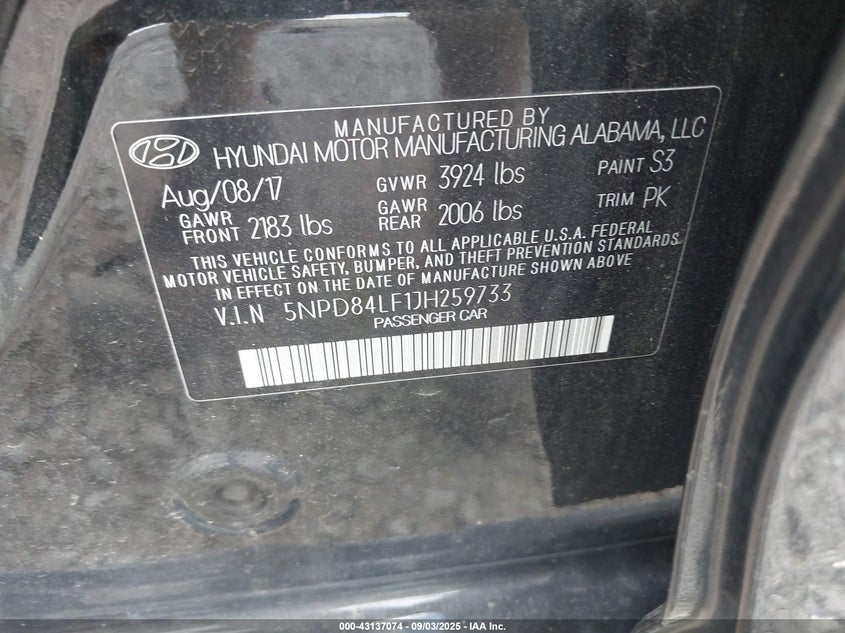 MANUFACTURED BY
HYUNDAI MOTOR MANUFACTURING ALABAMA, LLC
Aug/08/17 GVWR 3924 lbs PAINT S3
GAWR FRONT 2183 lbs GAWR REAR 2006 lbs TRIM PK
THIS VEHICLE CONFORMS TO ALL APPLICABLE U.S.A. FEDERAL
MOTOR VEHICLE SAFETY, BUMPER, AND THEFT PREVENTION STANDARDS
IN EFFECT ON THE DATE OF MANUFACTURE SHOWN ABOVE
V.I.N 5NPD84LF1JH259733
PASSENGER CAR
000-43137074 - 09/03/2025 - IAA Inc.